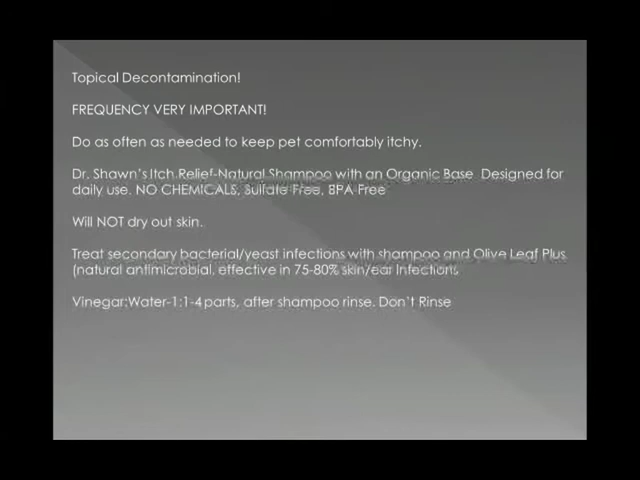 Topical Decontamination!
FREQUENCY VERY IMPORTANT!
Do as often as needed to keep pet comfortably itchy.
Dr. Shawn's Itch Relief-Natural Shampoo with an Organic Base Designed for
daily use. NO CHEMICALS, Sulfate Free, BPA Free
Will NOT dry out skin.
Treat secondary bacterial/yeast infections with shampoo and Olive Leaf Plus
(natural antimicrobial, effective in 75-80% skin/ear infections
Vinegar:Water-1:1-4 parts, after shampoo rinse. Don't Rinse